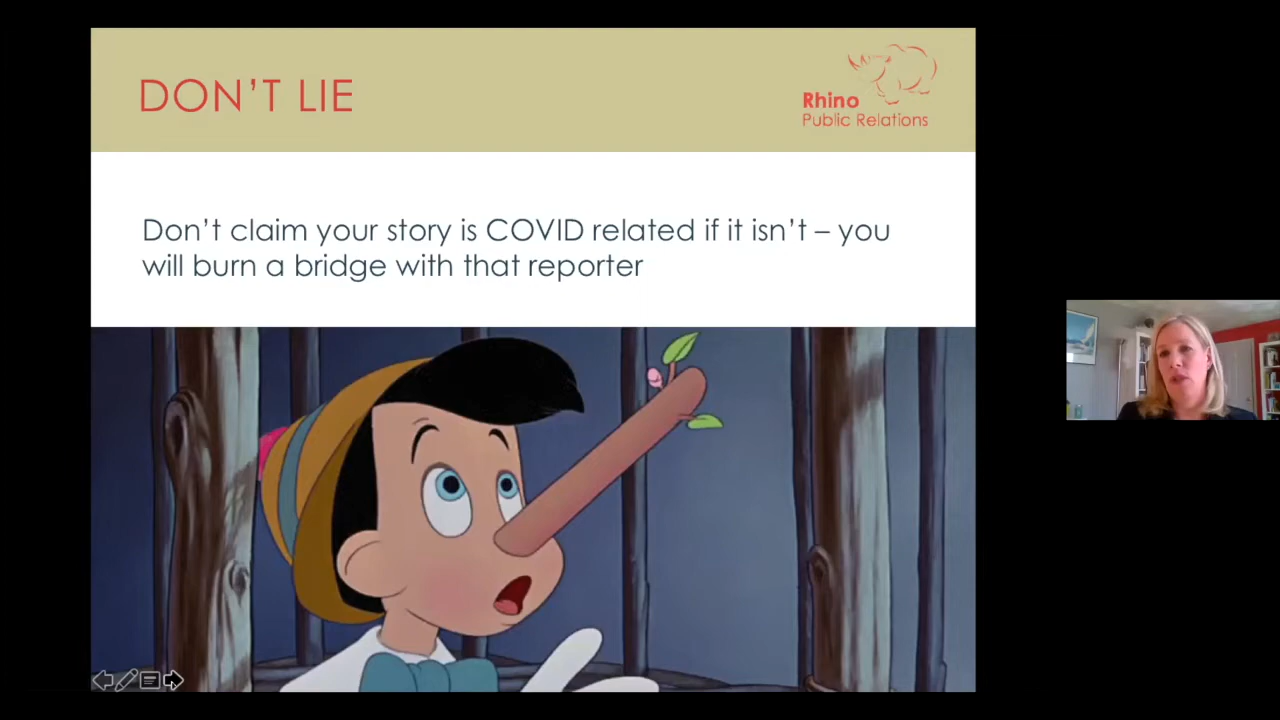 DON'T LIE
Rhino
Public Relations
Don't claim your story is COVID related if it isn't – you
will burn a bridge with that reporter